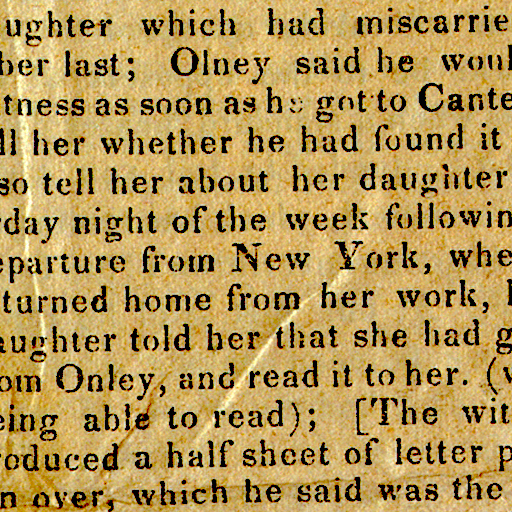 ughter which had miscarrie
ber last; Olney said he woul
tness as soon as he got to Cante
ll her whether he had found it
so tell her about her daughter
day night of the week followin
eparture from New York, whe
turned home from her work,
aughter told her that she had g
om Onley, and read it to her. (
eing able to read); [The wit
roduced a half sheet of letter p
n over, which he said was the